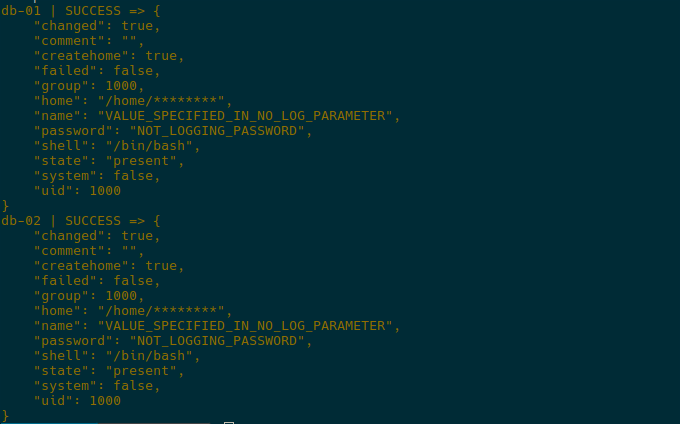 db-01 | SUCCESS => {
    "changed": true,
    "comment": "",
    "createhome": true,
    "failed": false,
    "group": 1000,
    "home": "/home/********",
    "name": "VALUE_SPECIFIED_IN_NO_LOG_PARAMETER",
    "password": "NOT_LOGGING_PASSWORD",
    "shell": "/bin/bash",
    "state": "present",
    "system": false,
    "uid": 1000
}
db-02 | SUCCESS => {
    "changed": true,
    "comment": "",
    "createhome": true,
    "failed": false,
    "group": 1000,
    "home": "/home/********",
    "name": "VALUE_SPECIFIED_IN_NO_LOG_PARAMETER",
    "password": "NOT_LOGGING_PASSWORD",
    "shell": "/bin/bash",
    "state": "present",
    "system": false,
    "uid": 1000
}